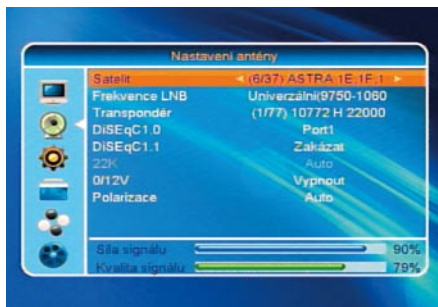 Nastavení antény
Satelit (6/37) ASTRA 1E,1F,1
Frekvence LNB Univerzální(9750-1060
Transpondér (1/77) 10772 H 22000
DiSEqC1.0 Port1
DiSEqC1.1 Zakázat
22K Auto
0/12V Vypnout
Polarizace Auto
Síla signálu 90%
Kvalita signálu 79%